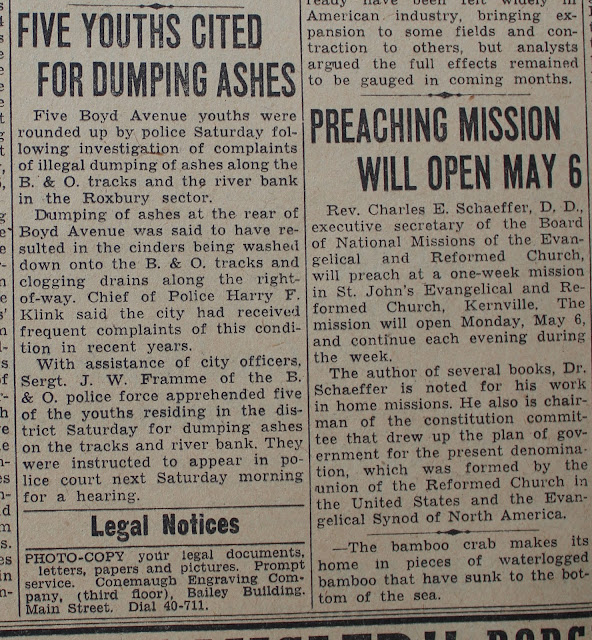 FIVE YOUTHS CITED
FOR DUMPING ASHES
Five Boyd Avenue youths were
rounded up by police Saturday fol-
lowing investigation of complaints
of illegal dumping of ashes along the
B. & O. tracks and the river bank
in the Roxbury sector.
Dumping of ashes at the rear of
Boyd Avenue was said to have re-
sulted in the cinders being washed
down onto the B. & O. tracks and
clogging drains along the right-
of-way. Chief of Police Harry F.
Klink said the city had received
frequent complaints of this condi-
tion in recent years.
With assistance of city officers,
Sergt. J. W. Framme of the B.
& O. police force apprehended five
of the youths residing in the dis-
trict Saturday for dumping ashes
on the tracks and river bank. They
were instructed to appear in po-
lice court next Saturday morning
for a hearing.
Legal Notices
PHOTO-COPY your legal documents,
letters, papers and pictures. Prompt
service. Conemaugh Engraving Com-
pany, (third floor), Bailey Building.
Main Street. Dial 40-711.
ready have been felt widely in
American industry, bringing ex-
pansion to some fields and con-
traction to others, but analysts
argued the full effects remained
to be gauged in coming months.
PREACHING MISSION
WILL OPEN MAY 6
Rev. Charles E. Schaeffer, D. D.,
executive secretary of the Board
of National Missions of the Evan-
gelical and Reformed Church,
will preach at a one-week mission
in St. John's Evangelical and Re-
formed Church, Kernville. The
mission will open Monday, May 6,
and continue each evening during
the week.
The author of several books, Dr.
Schaeffer is noted for his work
in home missions. He also is chair-
man of the constitution commit-
tee that drew up the plan of gov-
ernment for the present denomina-
tion, which was formed by the
union of the Reformed Church in
the United States and the Evan-
gelical Synod of North America.
—The bamboo crab makes its
home in pieces of waterlogged
bamboo that have sunk to the bot-
tom of the sea.